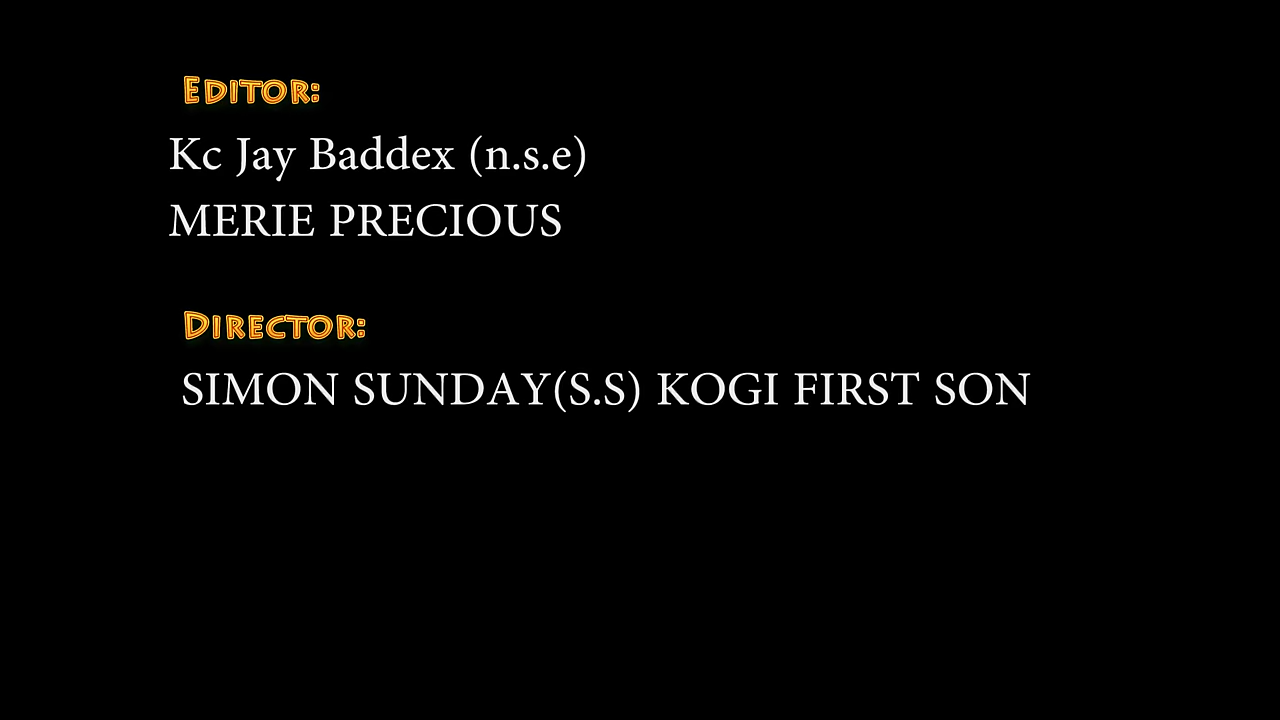 EDITOR:
Kc Jay Baddex (n.s.e)
MERIE PRECIOUS
DIRECTOR:
SIMON SUNDAY(S.S) KOGI FIRST SON